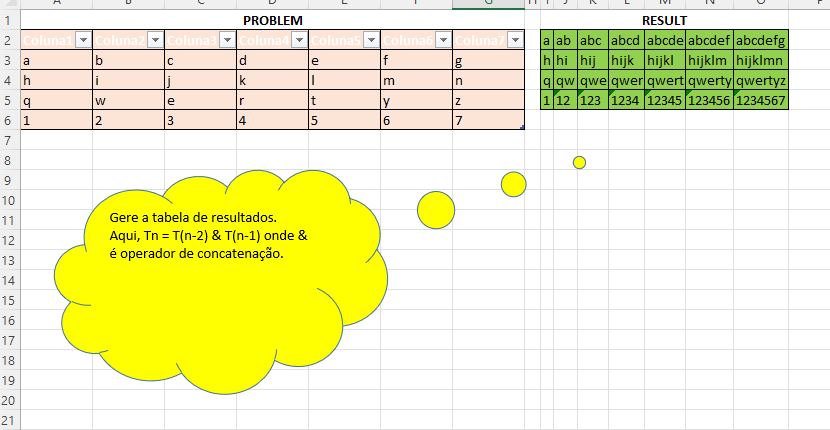 A B C D E F G H I J K L M N O P
1 PROBLEM RESULT
2 Coluna1 Coluna2 Coluna3 Coluna4 Coluna5 Coluna6 Coluna7 a ab abc abcd abcde abcdef abcdefg
3 a b c d e f g h hi hij hijk hijkl hijklm hijklmn
4 h i j k l m n q qw qwe qwer qwert qwerty qwertyz
5 q w e r t y z 1 12 123 1234 12345 123456 1234567
6 1 2 3 4 5 6 7
7
8
9
10
11
12
13
14
15
16
17
18
19
20
21
Gere a tabela de resultados.
Aqui, Tn = T(n-2) & T(n-1) onde &
é operador de concatenação.